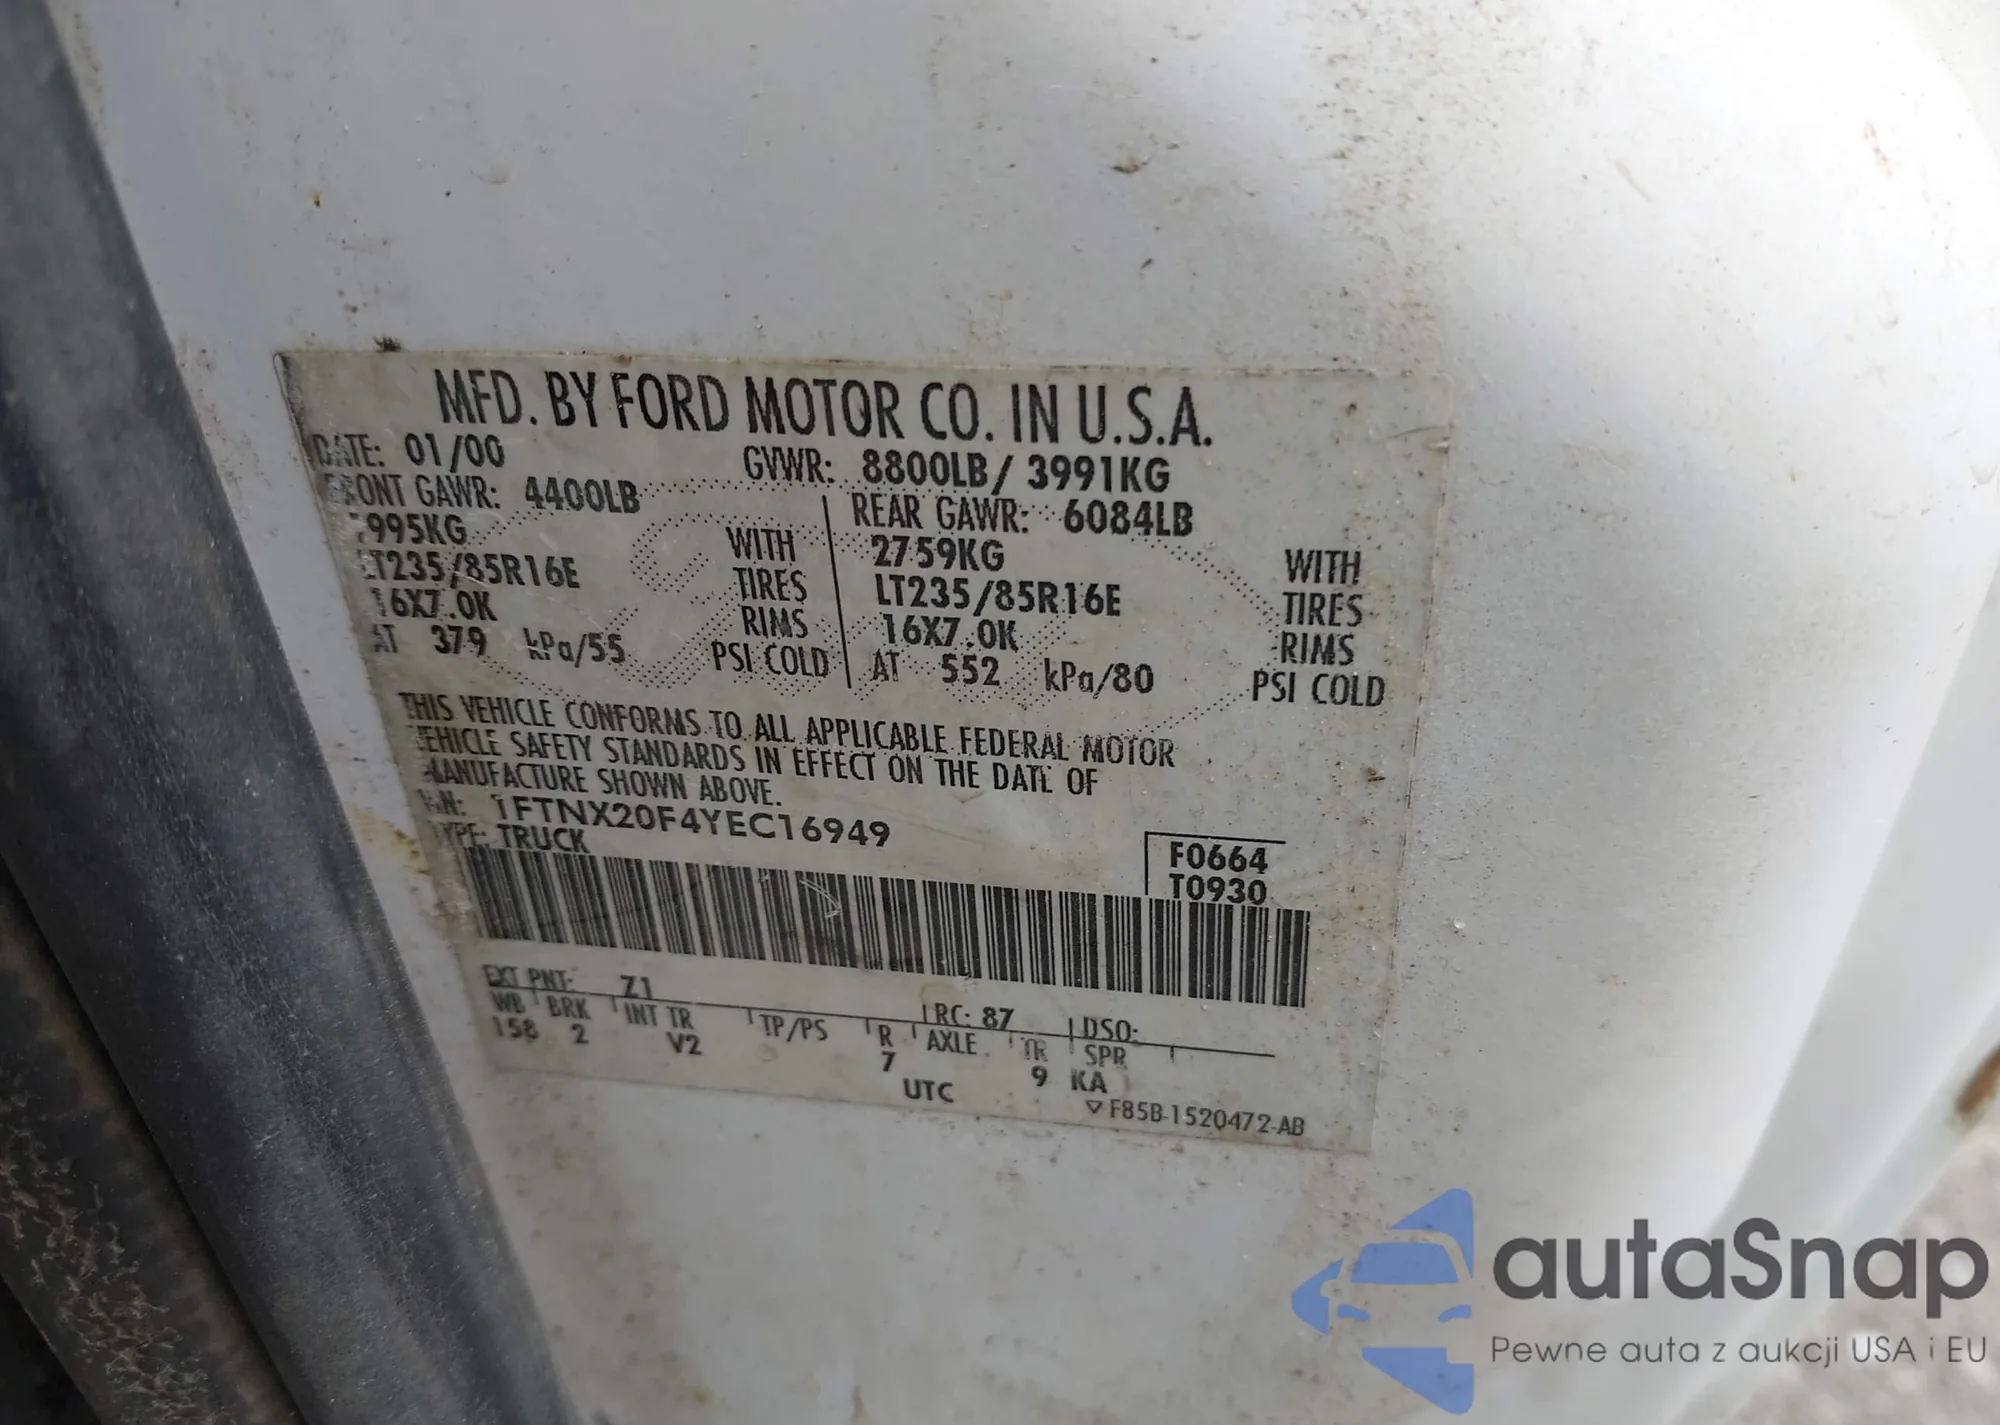 MFD. BY FORD MOTOR CO. IN U.S.A.
DATE: 01/00 GVWR: 8800LB/ 3991KG
FRONT GAWR: 4400LB REAR GAWR: 6084LB
995KG WITH 2759KG WITH
LT235/85R16E TIRES LT235/85R16E TIRES
16X7.0K RIMS 16X7.0K RIMS
AT 379 kPa/55 PSI COLD AT 552 kPa/80 PSI COLD
THIS VEHICLE CONFORMS TO ALL APPLICABLE FEDERAL MOTOR
VEHICLE SAFETY STANDARDS IN EFFECT ON THE DATE OF
MANUFACTURE SHOWN ABOVE.
VIN: 1FTNX20F4YEC16949
TYPE: TRUCK F0664
T0930
EXT PNT: Z1 RC: 87 DSO:
WB BRK INT TR TP/PS R AXLE TR SPR
158 2 V2 7 9 KA
UTC
▽F85B-1520472-AB
autaSnap
Pewne auta z aukcji USA i EU